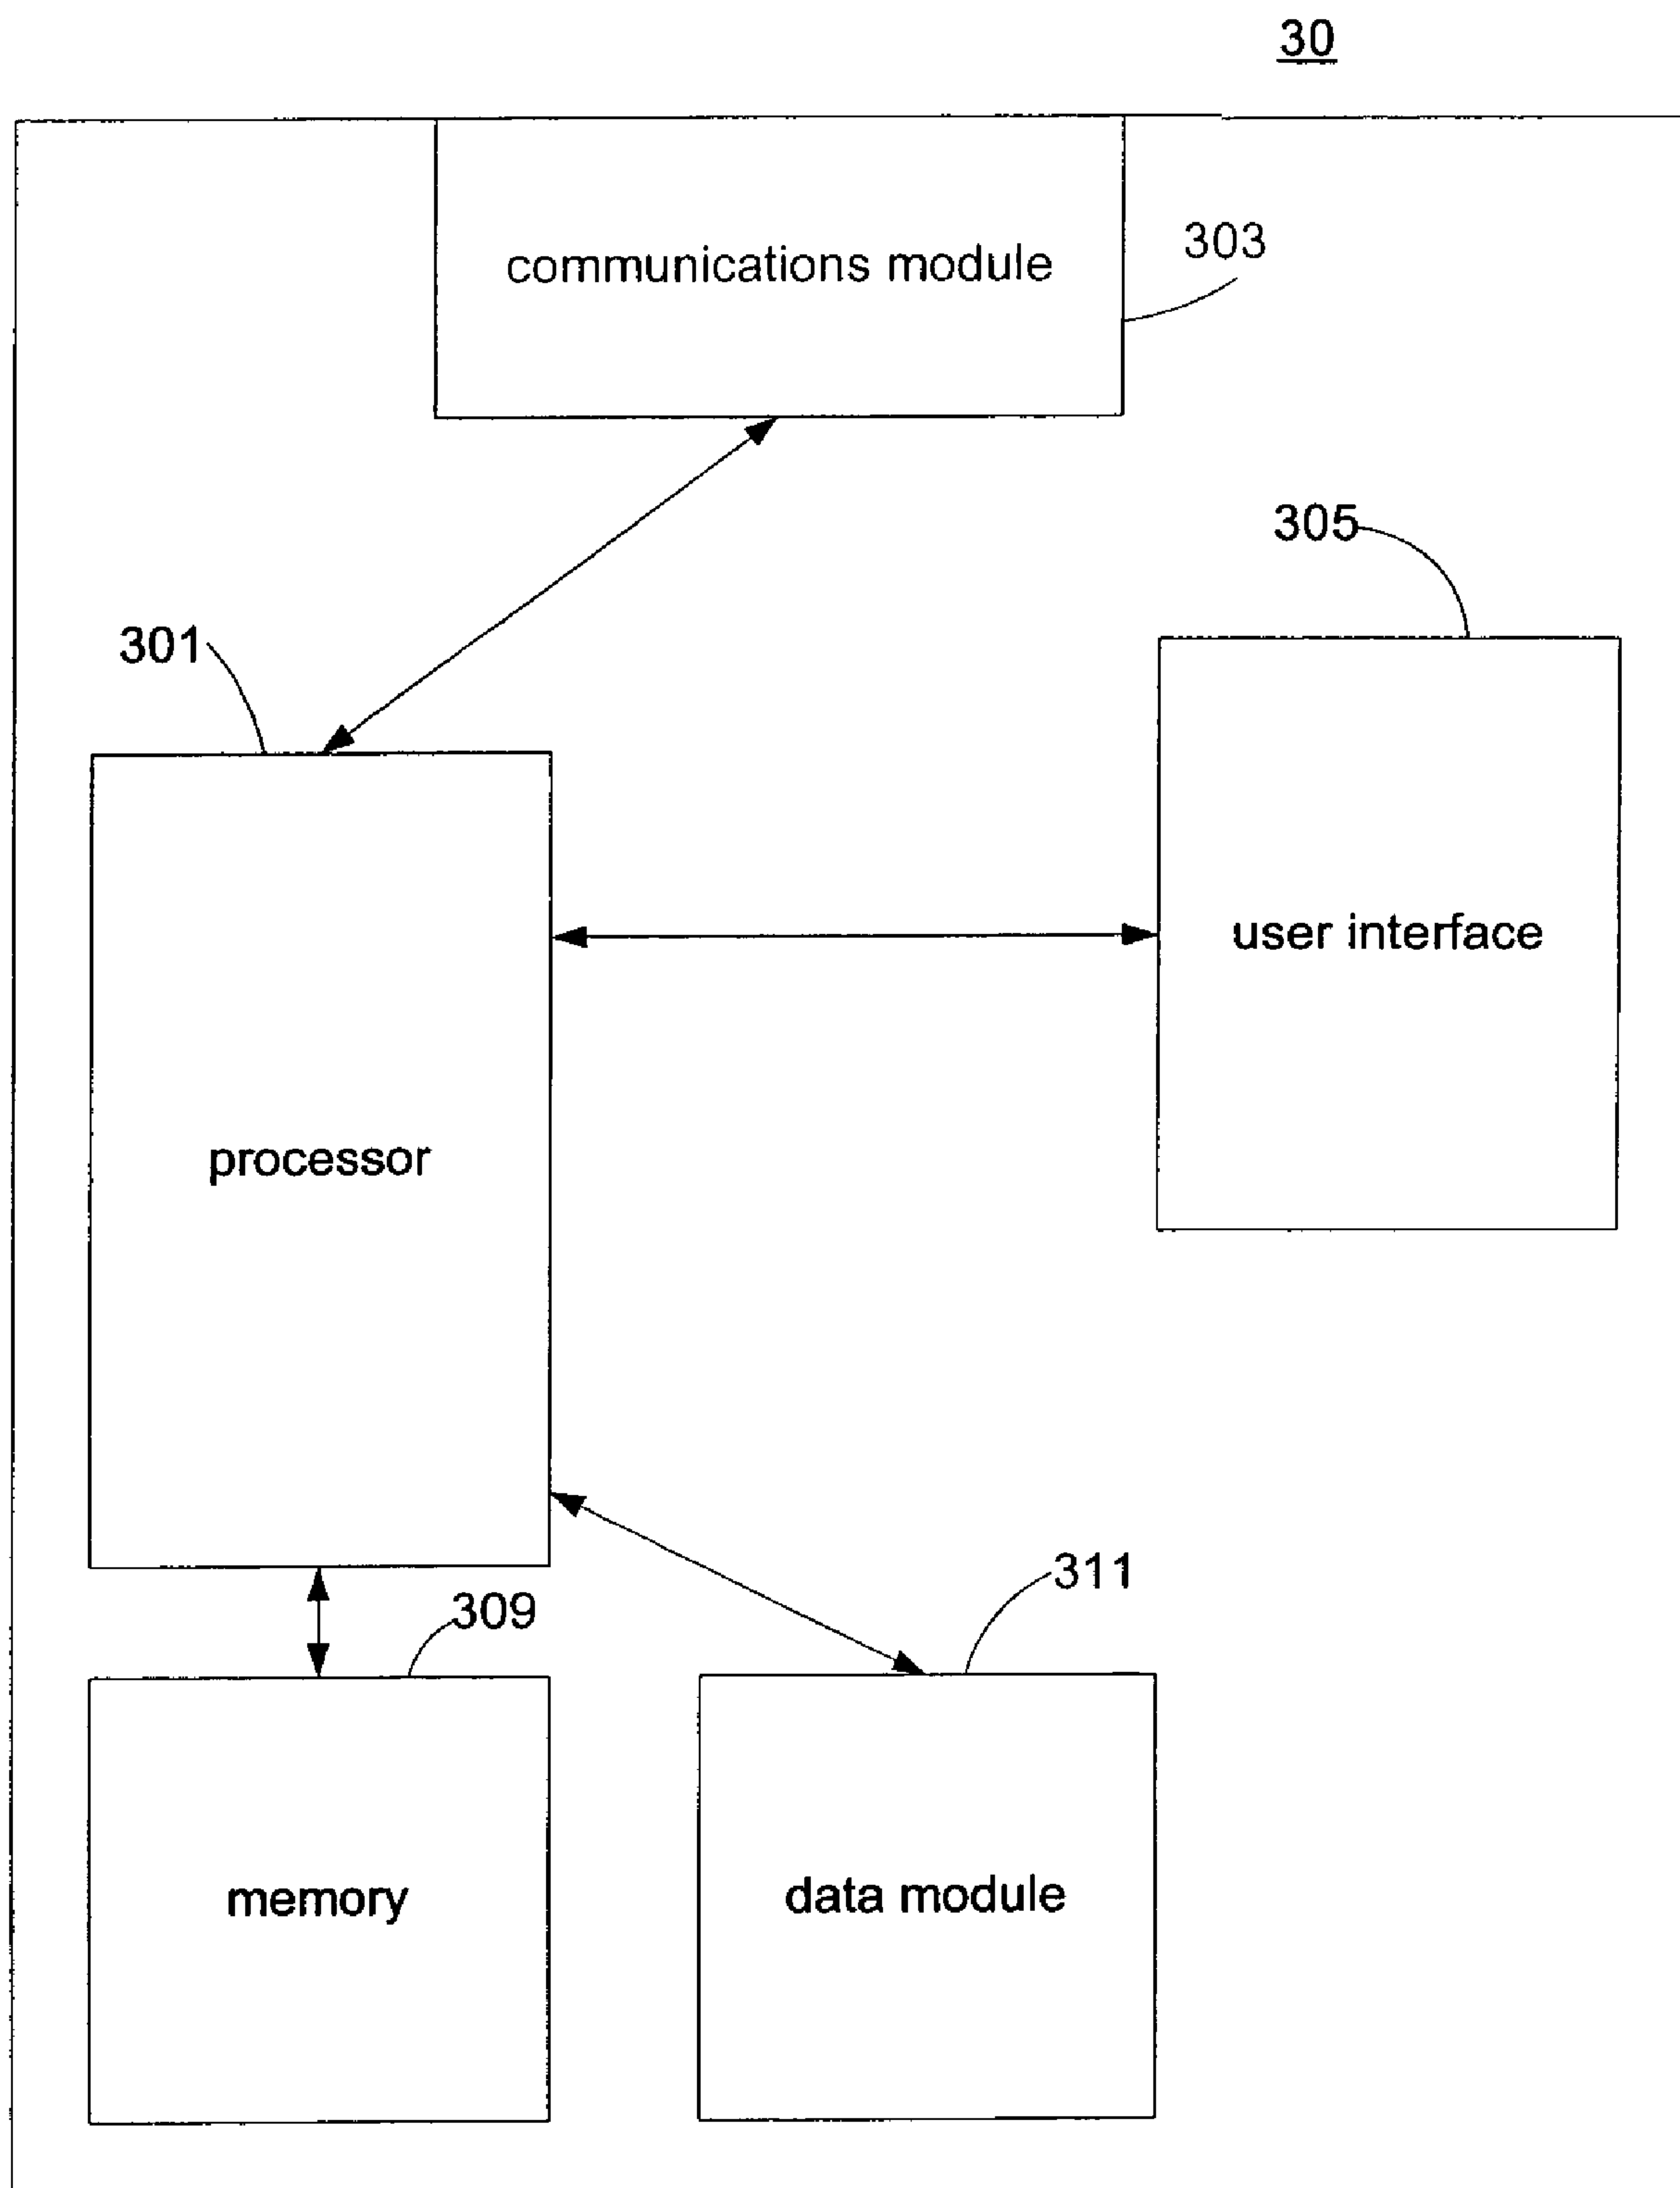 30
communications module
303
305
301
user interface
processor
311
309
memory
data module